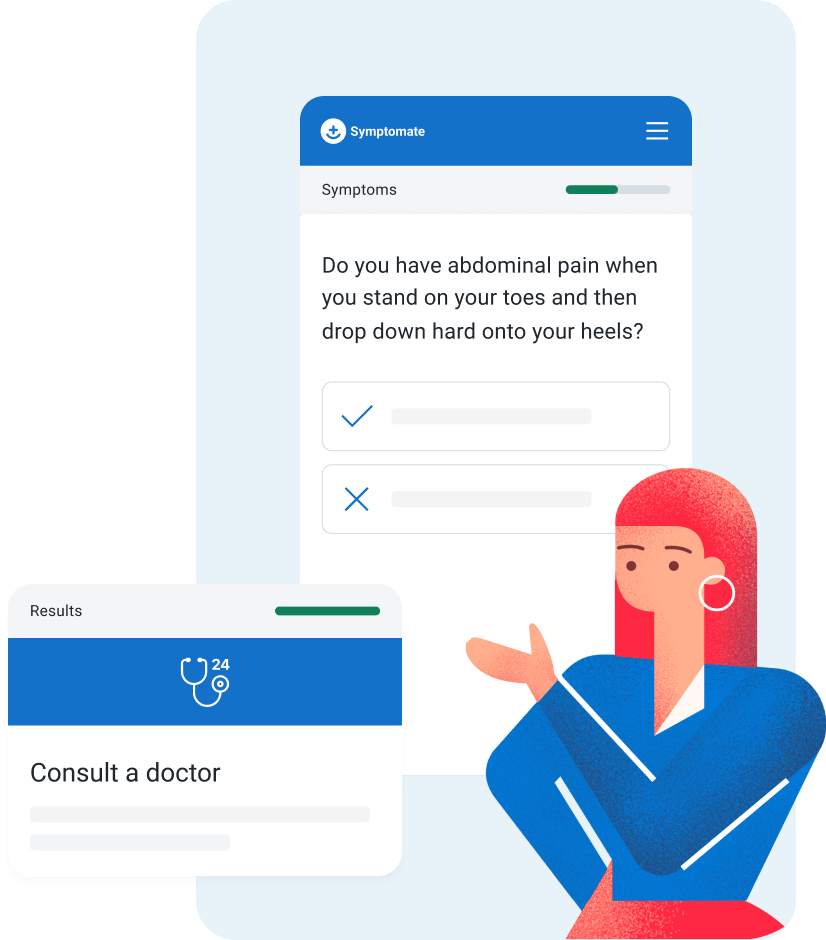 Symptomate
Symptoms
Do you have abdominal pain when
you stand on your toes and then
drop down hard onto your heels?
Results
24
Consult a doctor